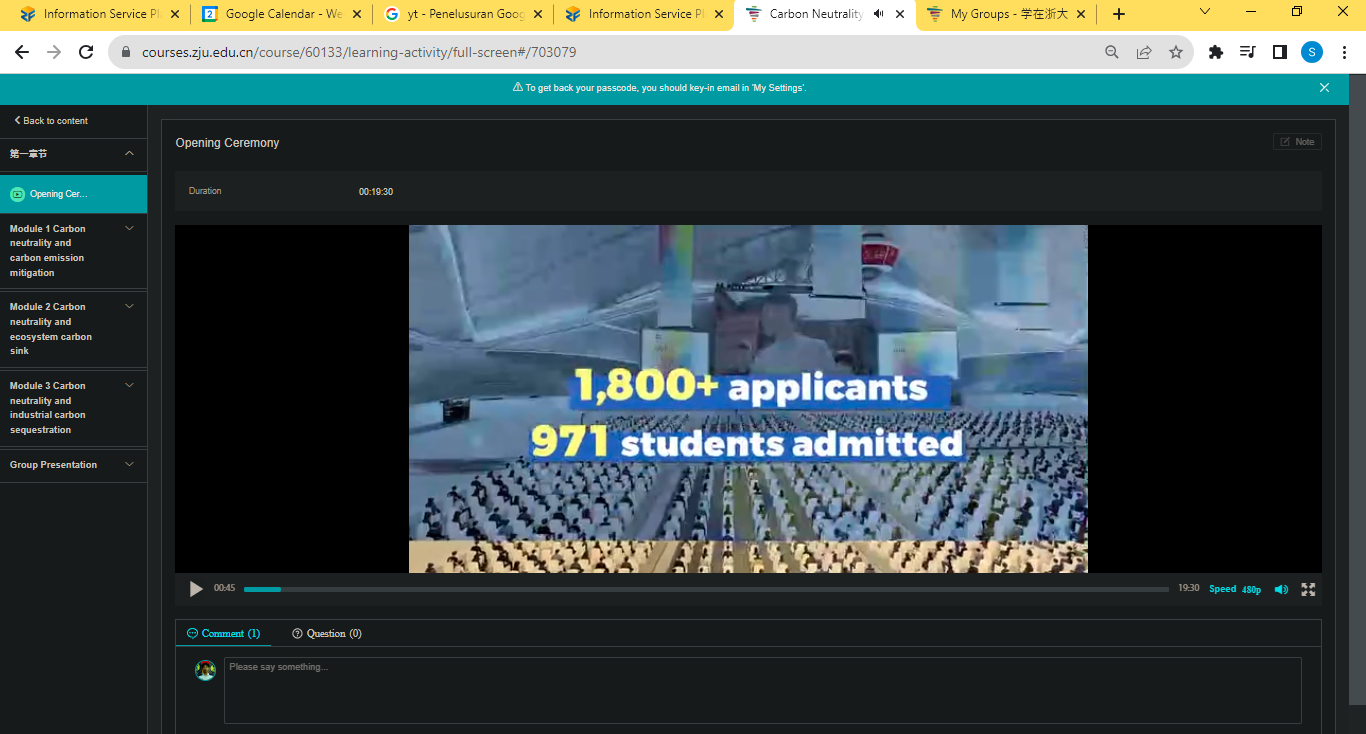 Information Service Pl
Google Calendar - We
yt - Penelusuran Goog
Information Service Pl
Carbon Neutrality
My Groups - 学在浙大
courses.zju.edu.cn/course/60133/learning-activity/full-screen#/703079
S
To get back your passcode, you should key-in email in 'My Settings'.
Back to content
第一章节
Opening Cer...
Module 1 Carbon
neutrality and
carbon emission
mitigation
Module 2 Carbon
neutrality and
ecosystem carbon
sink
Module 3 Carbon
neutrality and
industrial carbon
sequestration
Group Presentation
Opening Ceremony
Note
Duration
00:19:30
1,800+ applicants
971 students admitted
00:45
19:30
Speed
480p
Comment (1)
Question (0)
Please say something...